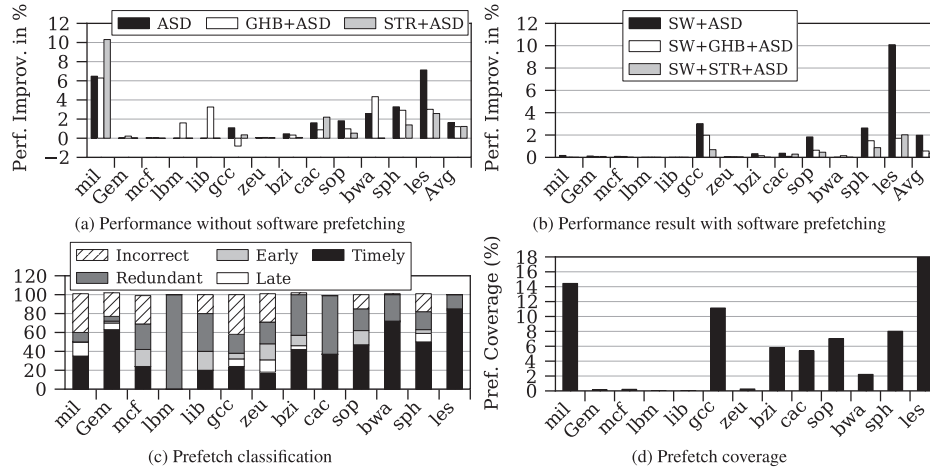 ASD GHB+ASD STR+ASD
Perf. Improv. in %
12
10
8
6
4
2
0
−2
mil Gem mcf lbm lib gcc zeu bzi cac sop bwa sph les Avg
(a) Performance without software prefetching
SW+ASD
SW+GHB+ASD
SW+STR+ASD
Perf. Improv. in %
12
10
8
6
4
2
0
mil Gem mcf lbm lib gcc zeu bzi cac sop bwa sph les Avg
(b) Performance result with software prefetching
Incorrect Early Timely
Redundant Late
120
100
80
60
40
20
0
mil Gem mcf lbm lib gcc zeu bzi cac sop bwa sph les
(c) Prefetch classification
Pref. Coverage (%)
18
16
14
12
10
8
6
4
2
0
mil Gem mcf lbm lib gcc zeu bzi cac sop bwa sph les
(d) Prefetch coverage